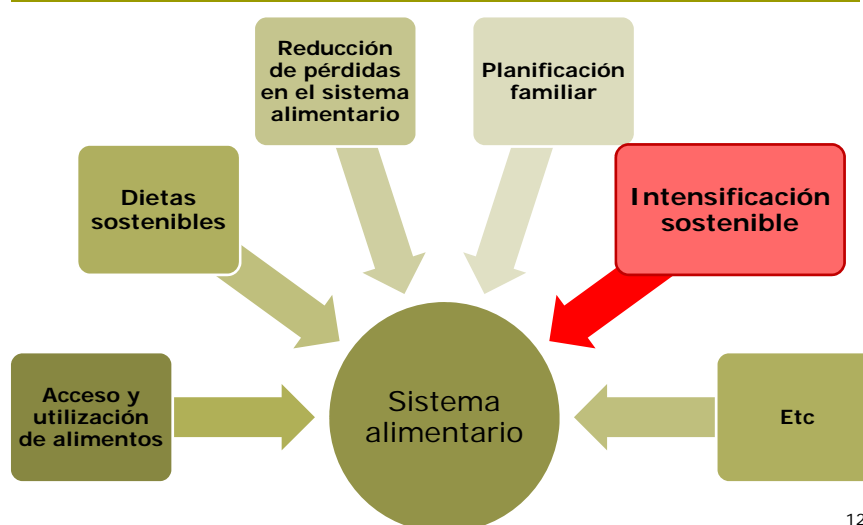 Reducción
de pérdidas
en el sistema
alimentario
Planificación
familiar
Dietas
sostenibles
Intensificación
sostenible
Acceso y
utilización
de alimentos
Sistema
alimentario
Etc
12